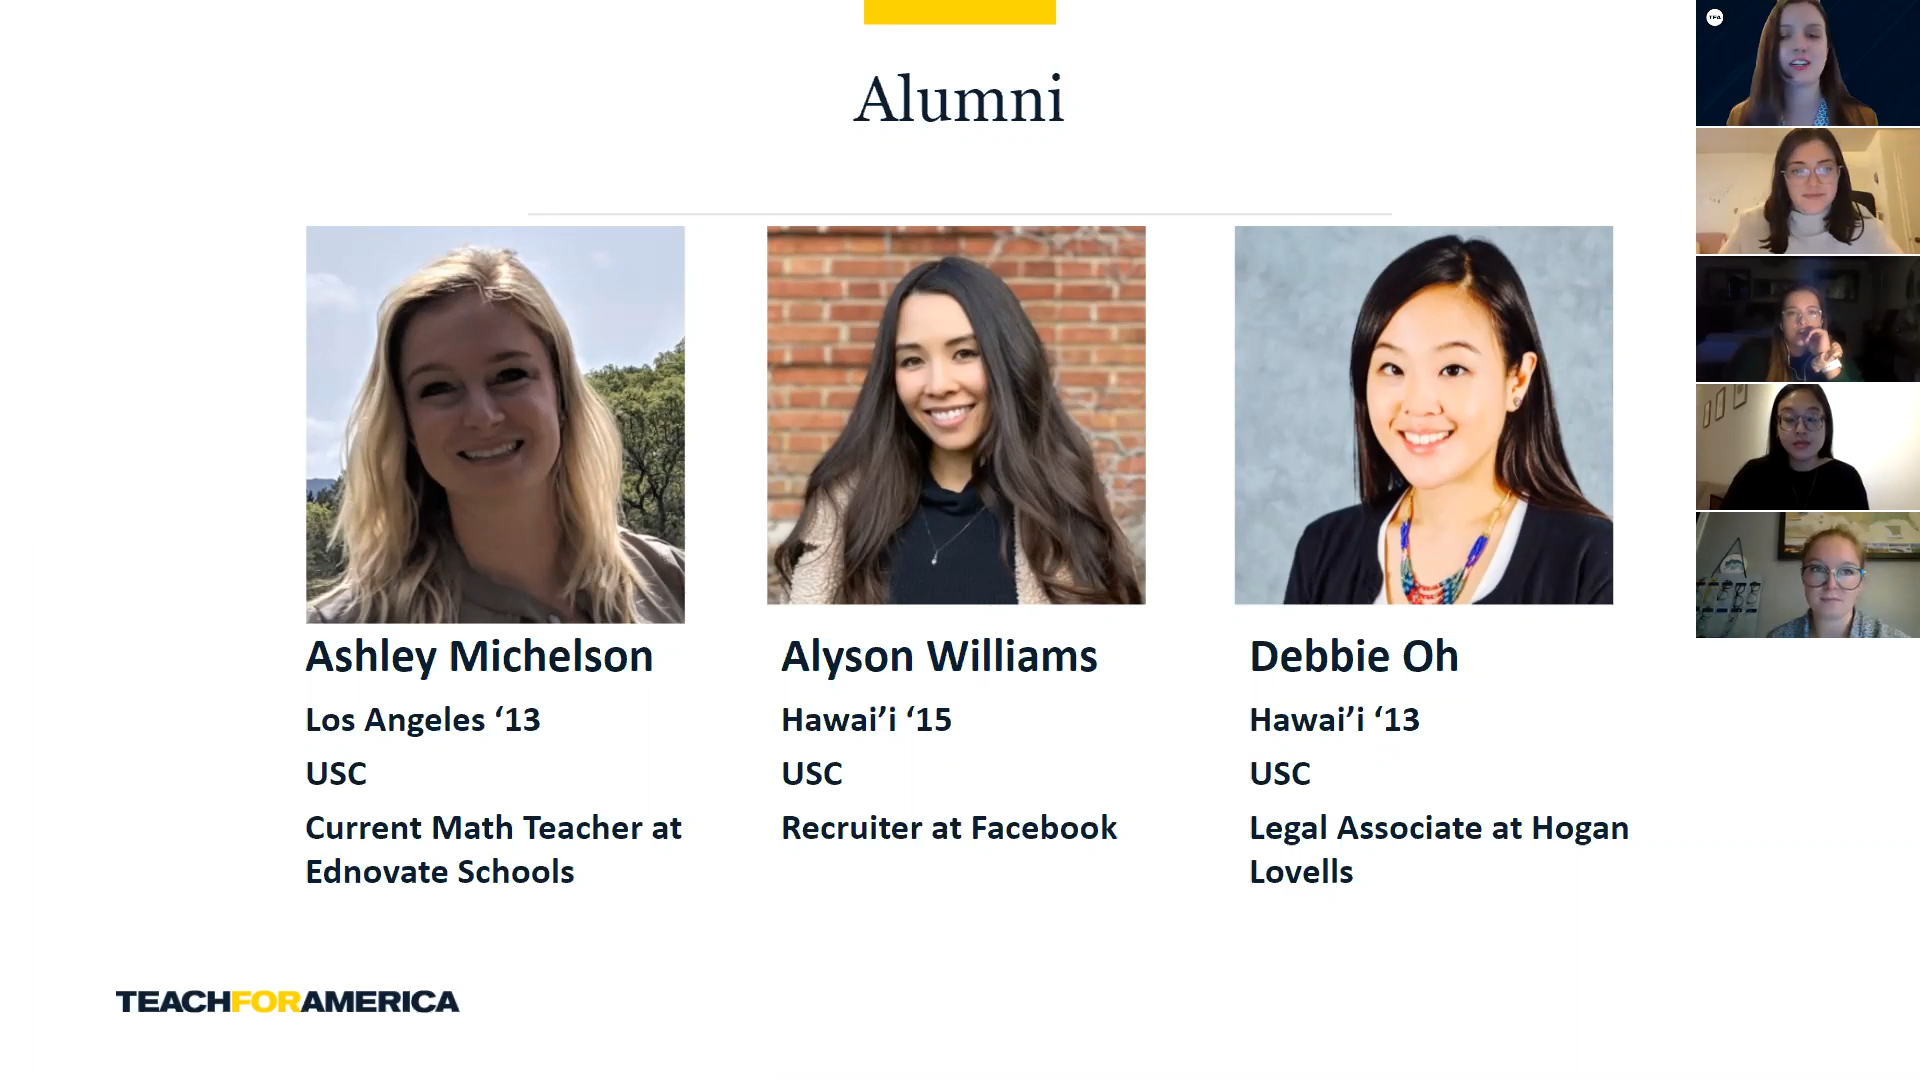 TFA
Alumni
Ashley Michelson
Los Angeles ‘13
USC
Current Math Teacher at
Ednovate Schools
Alyson Williams
Hawai’i ‘15
USC
Recruiter at Facebook
Debbie Oh
Hawai’i ‘13
USC
Legal Associate at Hogan
Lovells
TEACHFORAMERICA